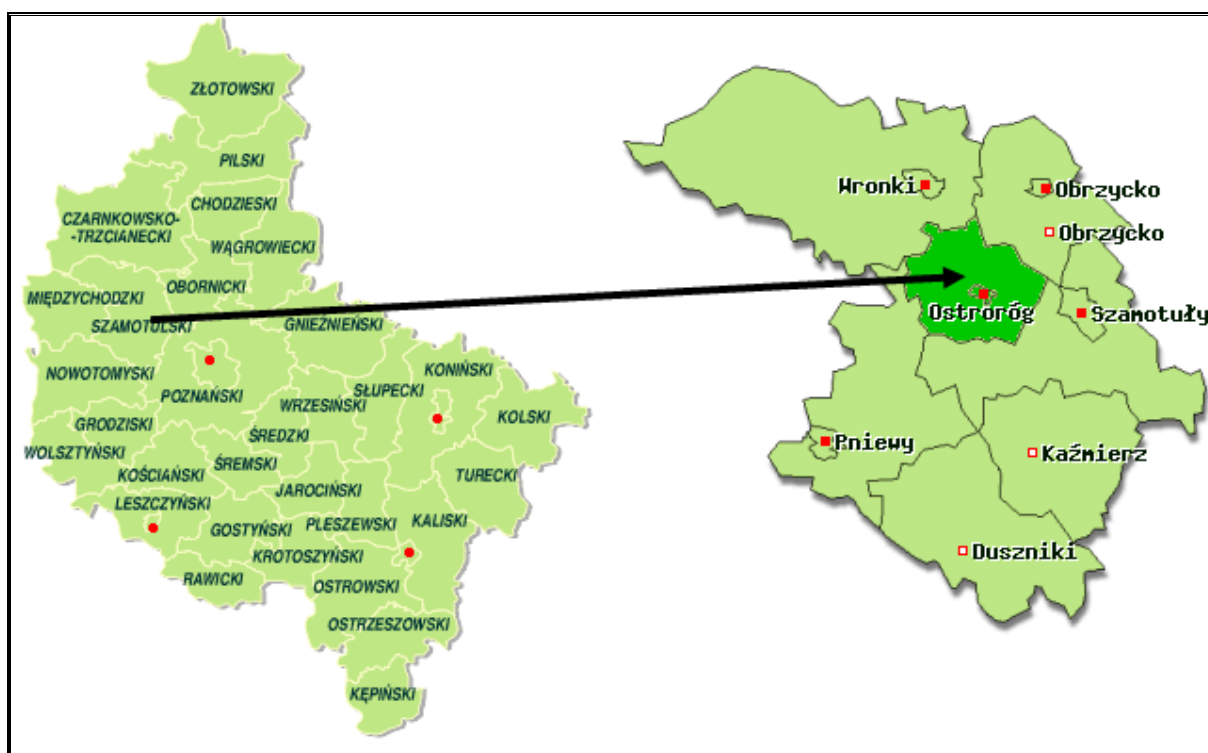 ZŁOTOWSKI
PILSKI
CHODZIESKI
CZARNKOWSKO-
-TRZCIANECKI
WĄGROWIECKI
OBORNICKI
MIĘDZYCHODZKI
SZAMOTULSKI
GNIEŹNIEŃSKI
NOWOTOMYSKI
POZNAŃSKI
SŁUPECKI
KONIŃSKI
WRZESIŃSKI
KOLSKI
GRODZISKI
ŚREDZKI
WOLSZTYŃSKI
KOŚCIAŃSKI
ŚREMSKI
TURECKI
JAROCIŃSKI
LESZCZYŃSKI
GOSTYŃSKI
PLESZEWSKI
KALISKI
KROTOSZYŃSKI
RAWICKI
OSTROWSKI
OSTRZESZOWSKI
KĘPIŃSKI
Wronki
Obrzycko
Obrzycko
Ostroróg
Szamotuły
Pniewy
Kaźmierz
Duszniki